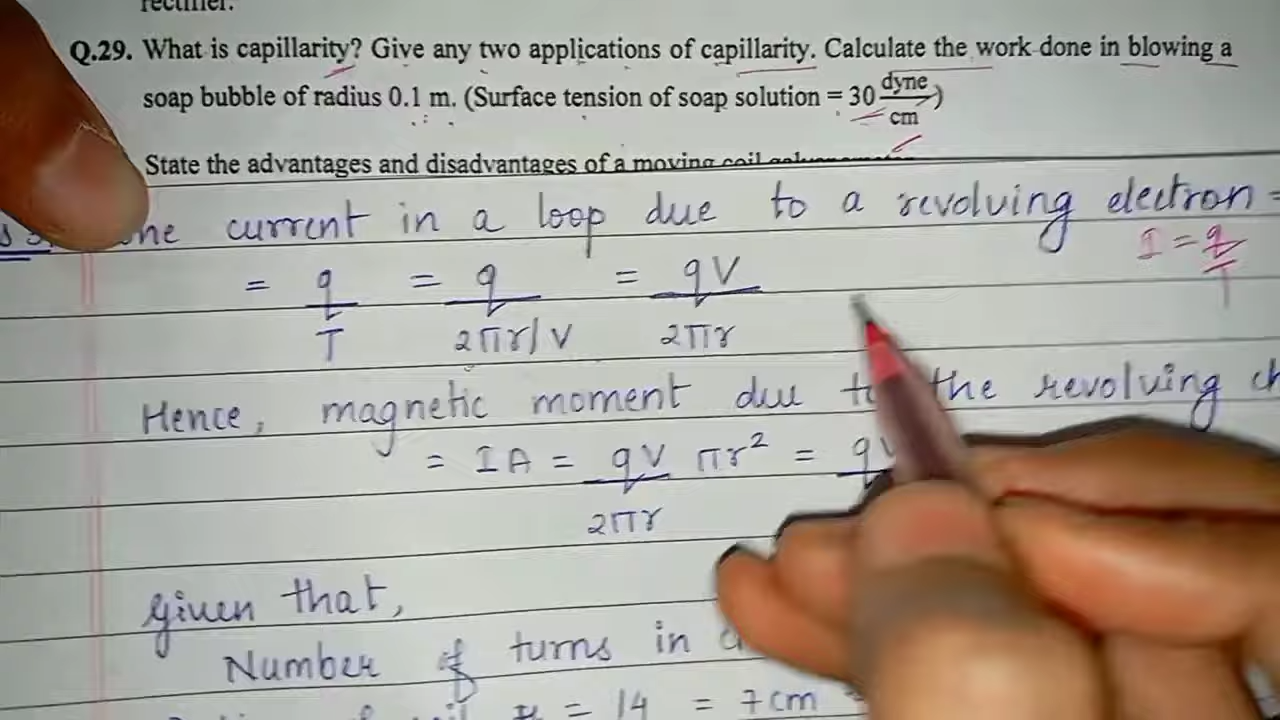 rectifier.
Q.29. What is capillarity? Give any two applications of capillarity. Calculate the work done in blowing a
soap bubble of radius 0.1 m. (Surface tension of soap solution = 30 dyne/cm)
State the advantages and disadvantages of a moving coil
current in a loop due to a revolving electron =
I = q/T
= q/T = q/2πr/V = qV/2πr
Hence, magnetic moment due the revolving
= IA = qV/2πr πr² =
Given that,
Number of turns in
= 14 = 7cm